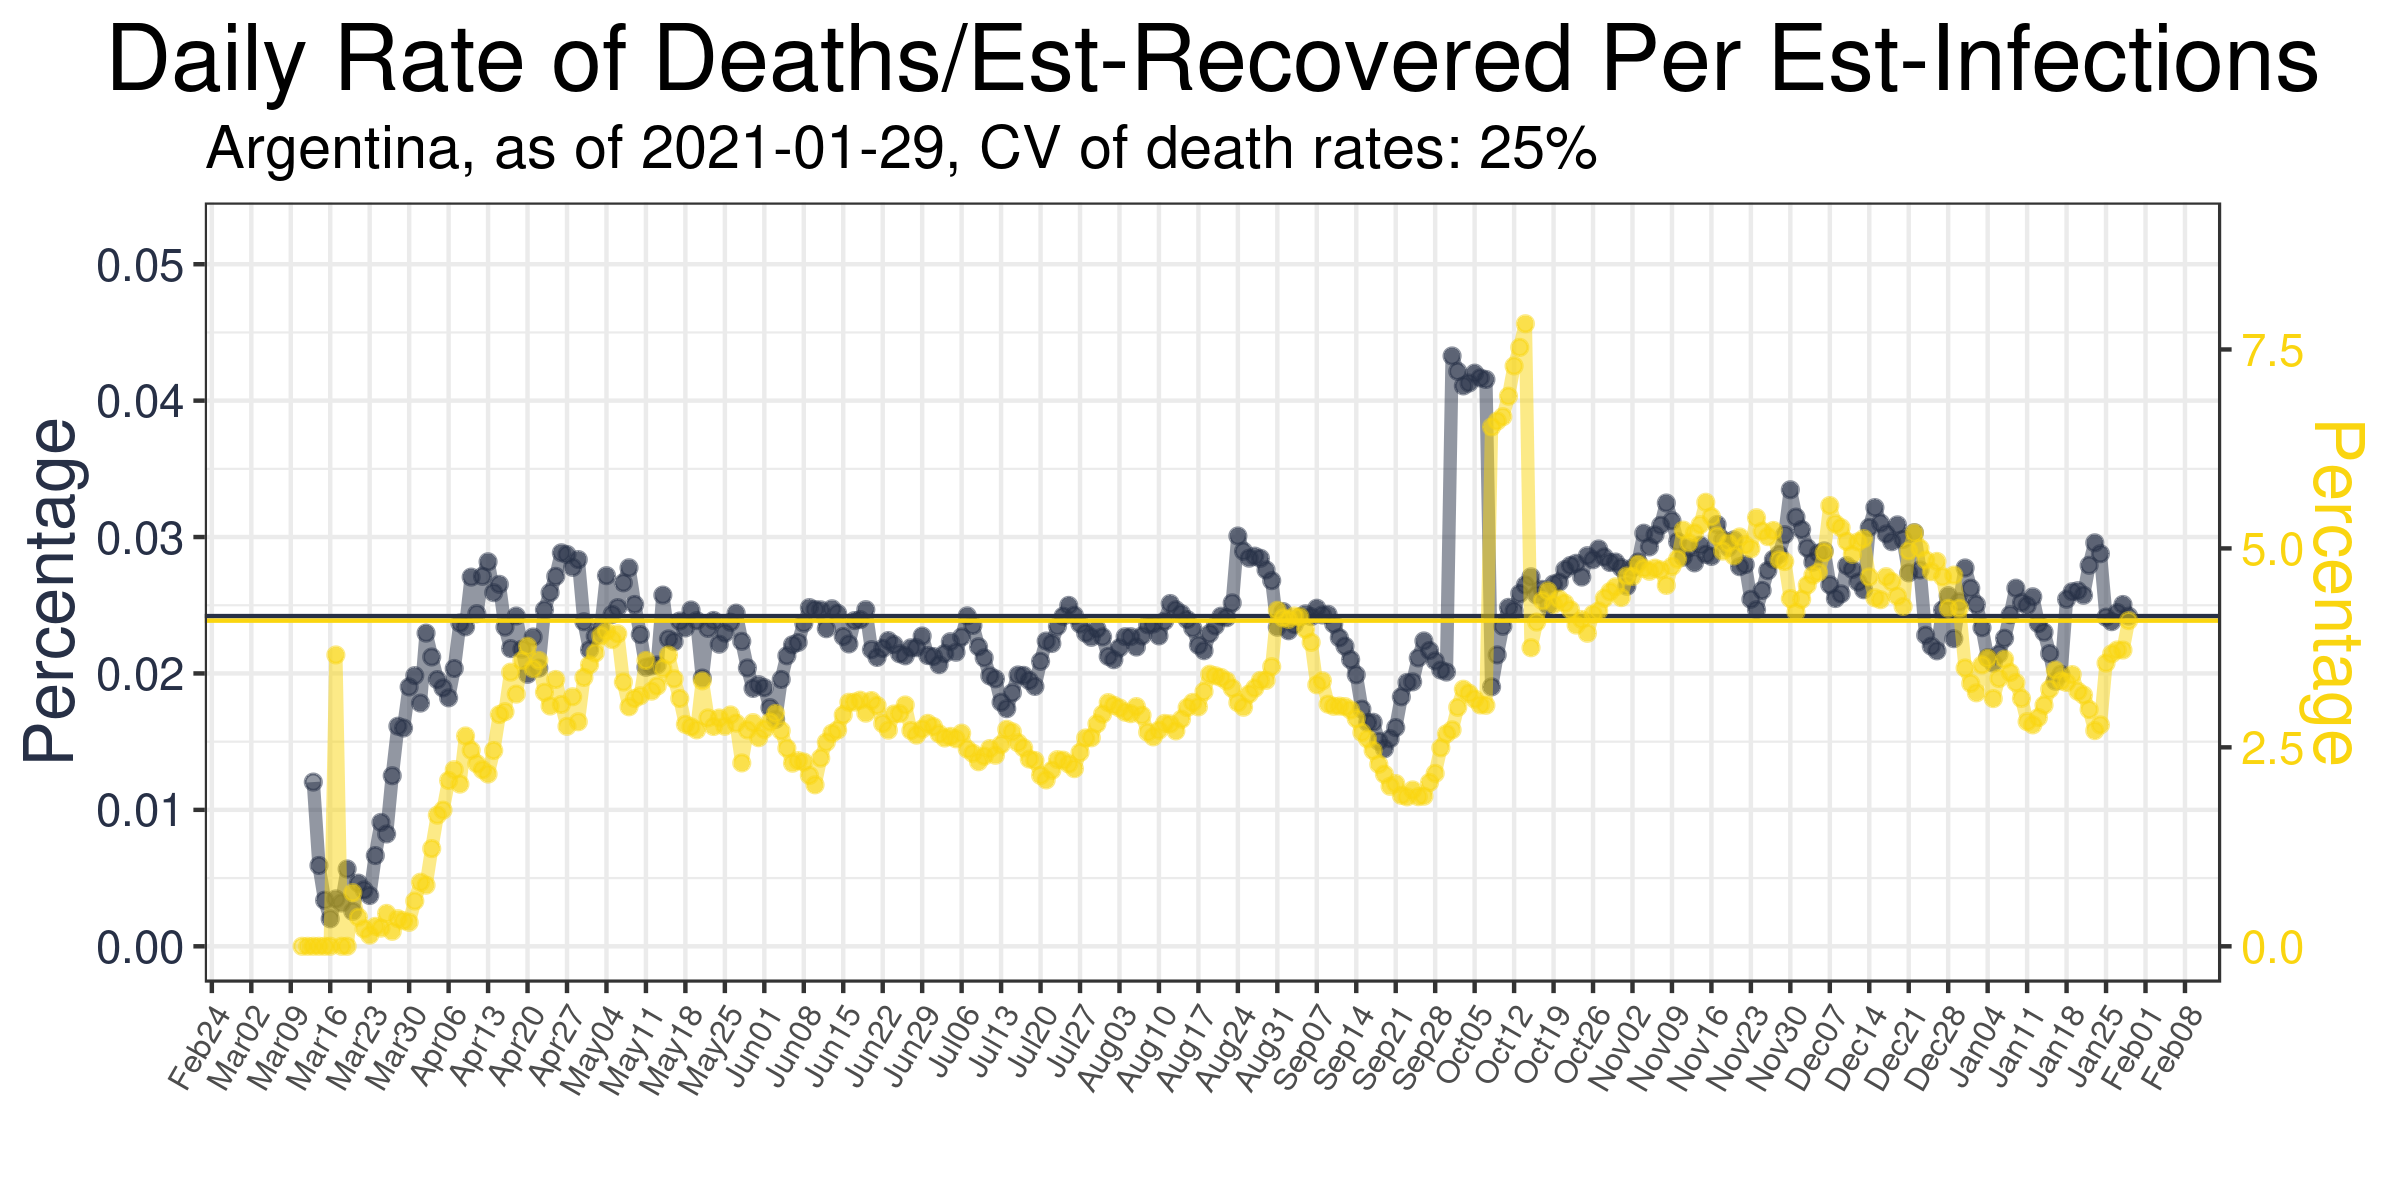 Daily Rate of Deaths/Est-Recovered Per Est-Infections
Argentina, as of 2021-01-29, CV of death rates: 25%
Percentage
0.05
0.04
0.03
0.02
0.01
0.00
7.5
5.0
2.5
0.0
Percentage
Feb24
Mar02
Mar09
Mar16
Mar23
Mar30
Apr06
Apr13
Apr20
Apr27
May04
May11
May18
May25
Jun01
Jun08
Jun15
Jun22
Jun29
Jul06
Jul13
Jul20
Jul27
Aug03
Aug10
Aug17
Aug24
Aug31
Sep07
Sep14
Sep21
Sep28
Oct05
Oct12
Oct19
Oct26
Nov02
Nov09
Nov16
Nov23
Nov30
Dec07
Dec14
Dec21
Dec28
Jan04
Jan11
Jan18
Jan25
Feb01
Feb08